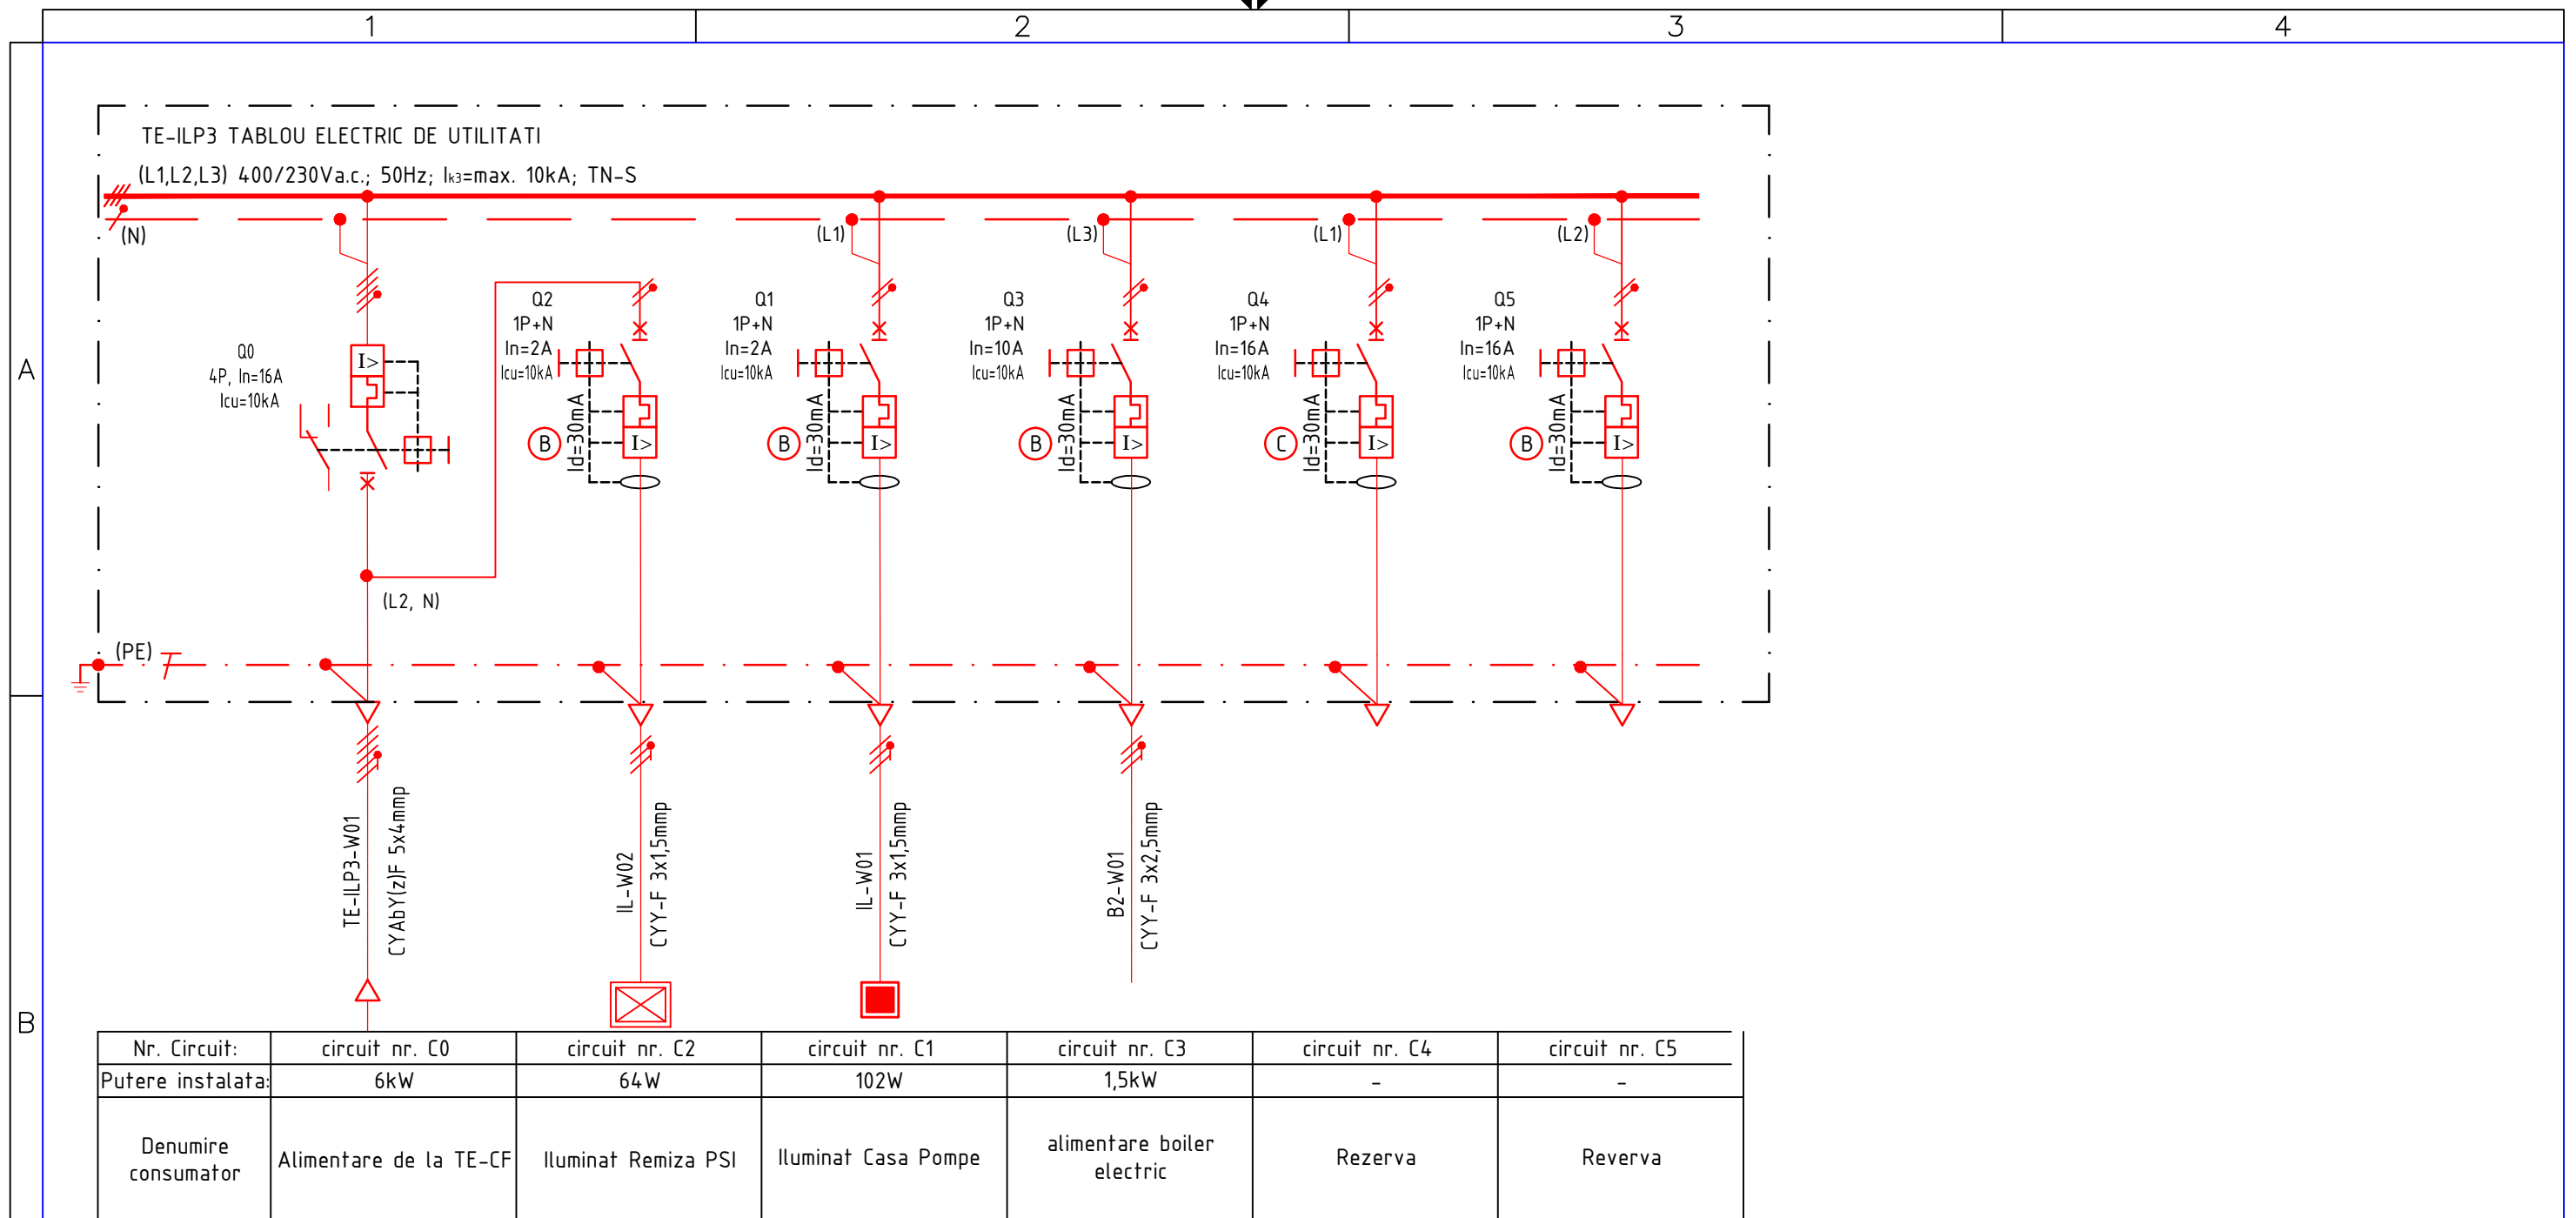 1
2
3
4
A
B
TE-ILP3 TABLOU ELECTRIC DE UTILITATI
(L1,L2,L3) 400/230Va.c.; 50Hz; Ik3=max. 10kA; TN-S
(N)
(L1)
(L3)
(L1)
(L2)
Q0
4P, In=16A
Icu=10kA
I>
Q2
1P+N
In=2A
Icu=10kA
Id=30mA
B
I>
Q1
1P+N
In=2A
Icu=10kA
Id=30mA
B
I>
Q3
1P+N
In=10A
Icu=10kA
Id=30mA
B
I>
Q4
1P+N
In=16A
Icu=10kA
Id=30mA
C
I>
Q5
1P+N
In=16A
Icu=10kA
Id=30mA
B
I>
(L2, N)
(PE)
TE-ILP3-W01
CYAbY(z)F 5x4mmp
IL-W02
CYY-F 3x1,5mmp
IL-W01
CYY-F 3x1,5mmp
B2-W01
CYY-F 3x2,5mmp
Nr. Circuit: circuit nr. C0 circuit nr. C2 circuit nr. C1 circuit nr. C3 circuit nr. C4 circuit nr. C5
Putere instalata: 6kW 64W 102W 1,5kW - -
Denumire
consumator
Alimentare de la TE-CF
Iluminat Remiza PSI
Iluminat Casa Pompe
alimentare boiler
electric
Rezerva
Reverva